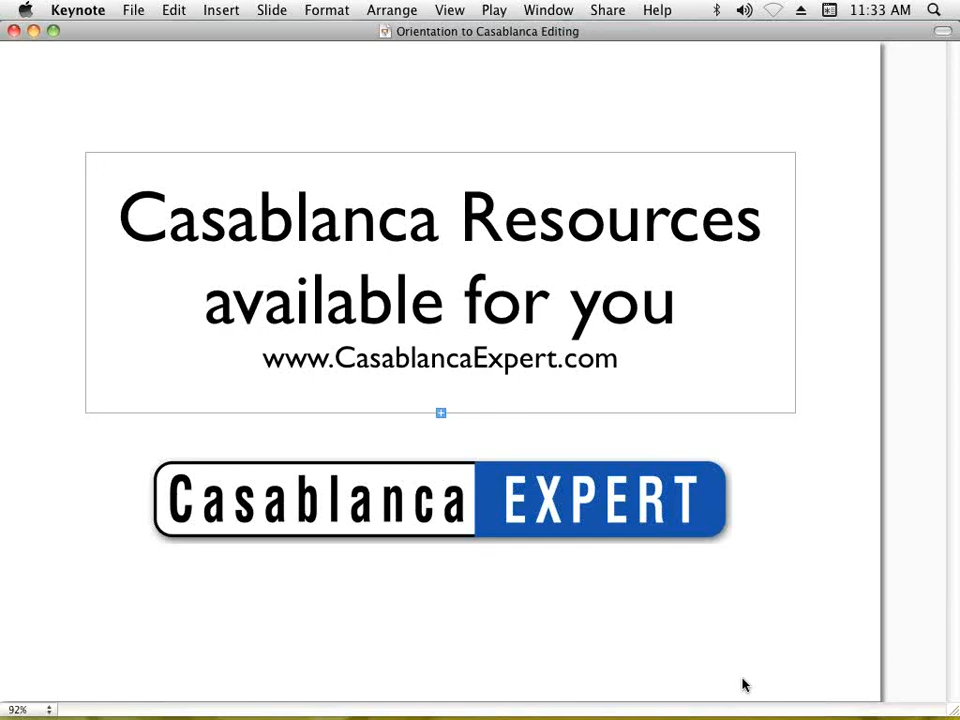 Keynote File Edit Insert Slide Format Arrange View Play Window Share Help 11:33 AM
Orientation to Casablanca Editing
Casablanca Resources
available for you
www.CasablancaExpert.com
Casablanca EXPERT
92%